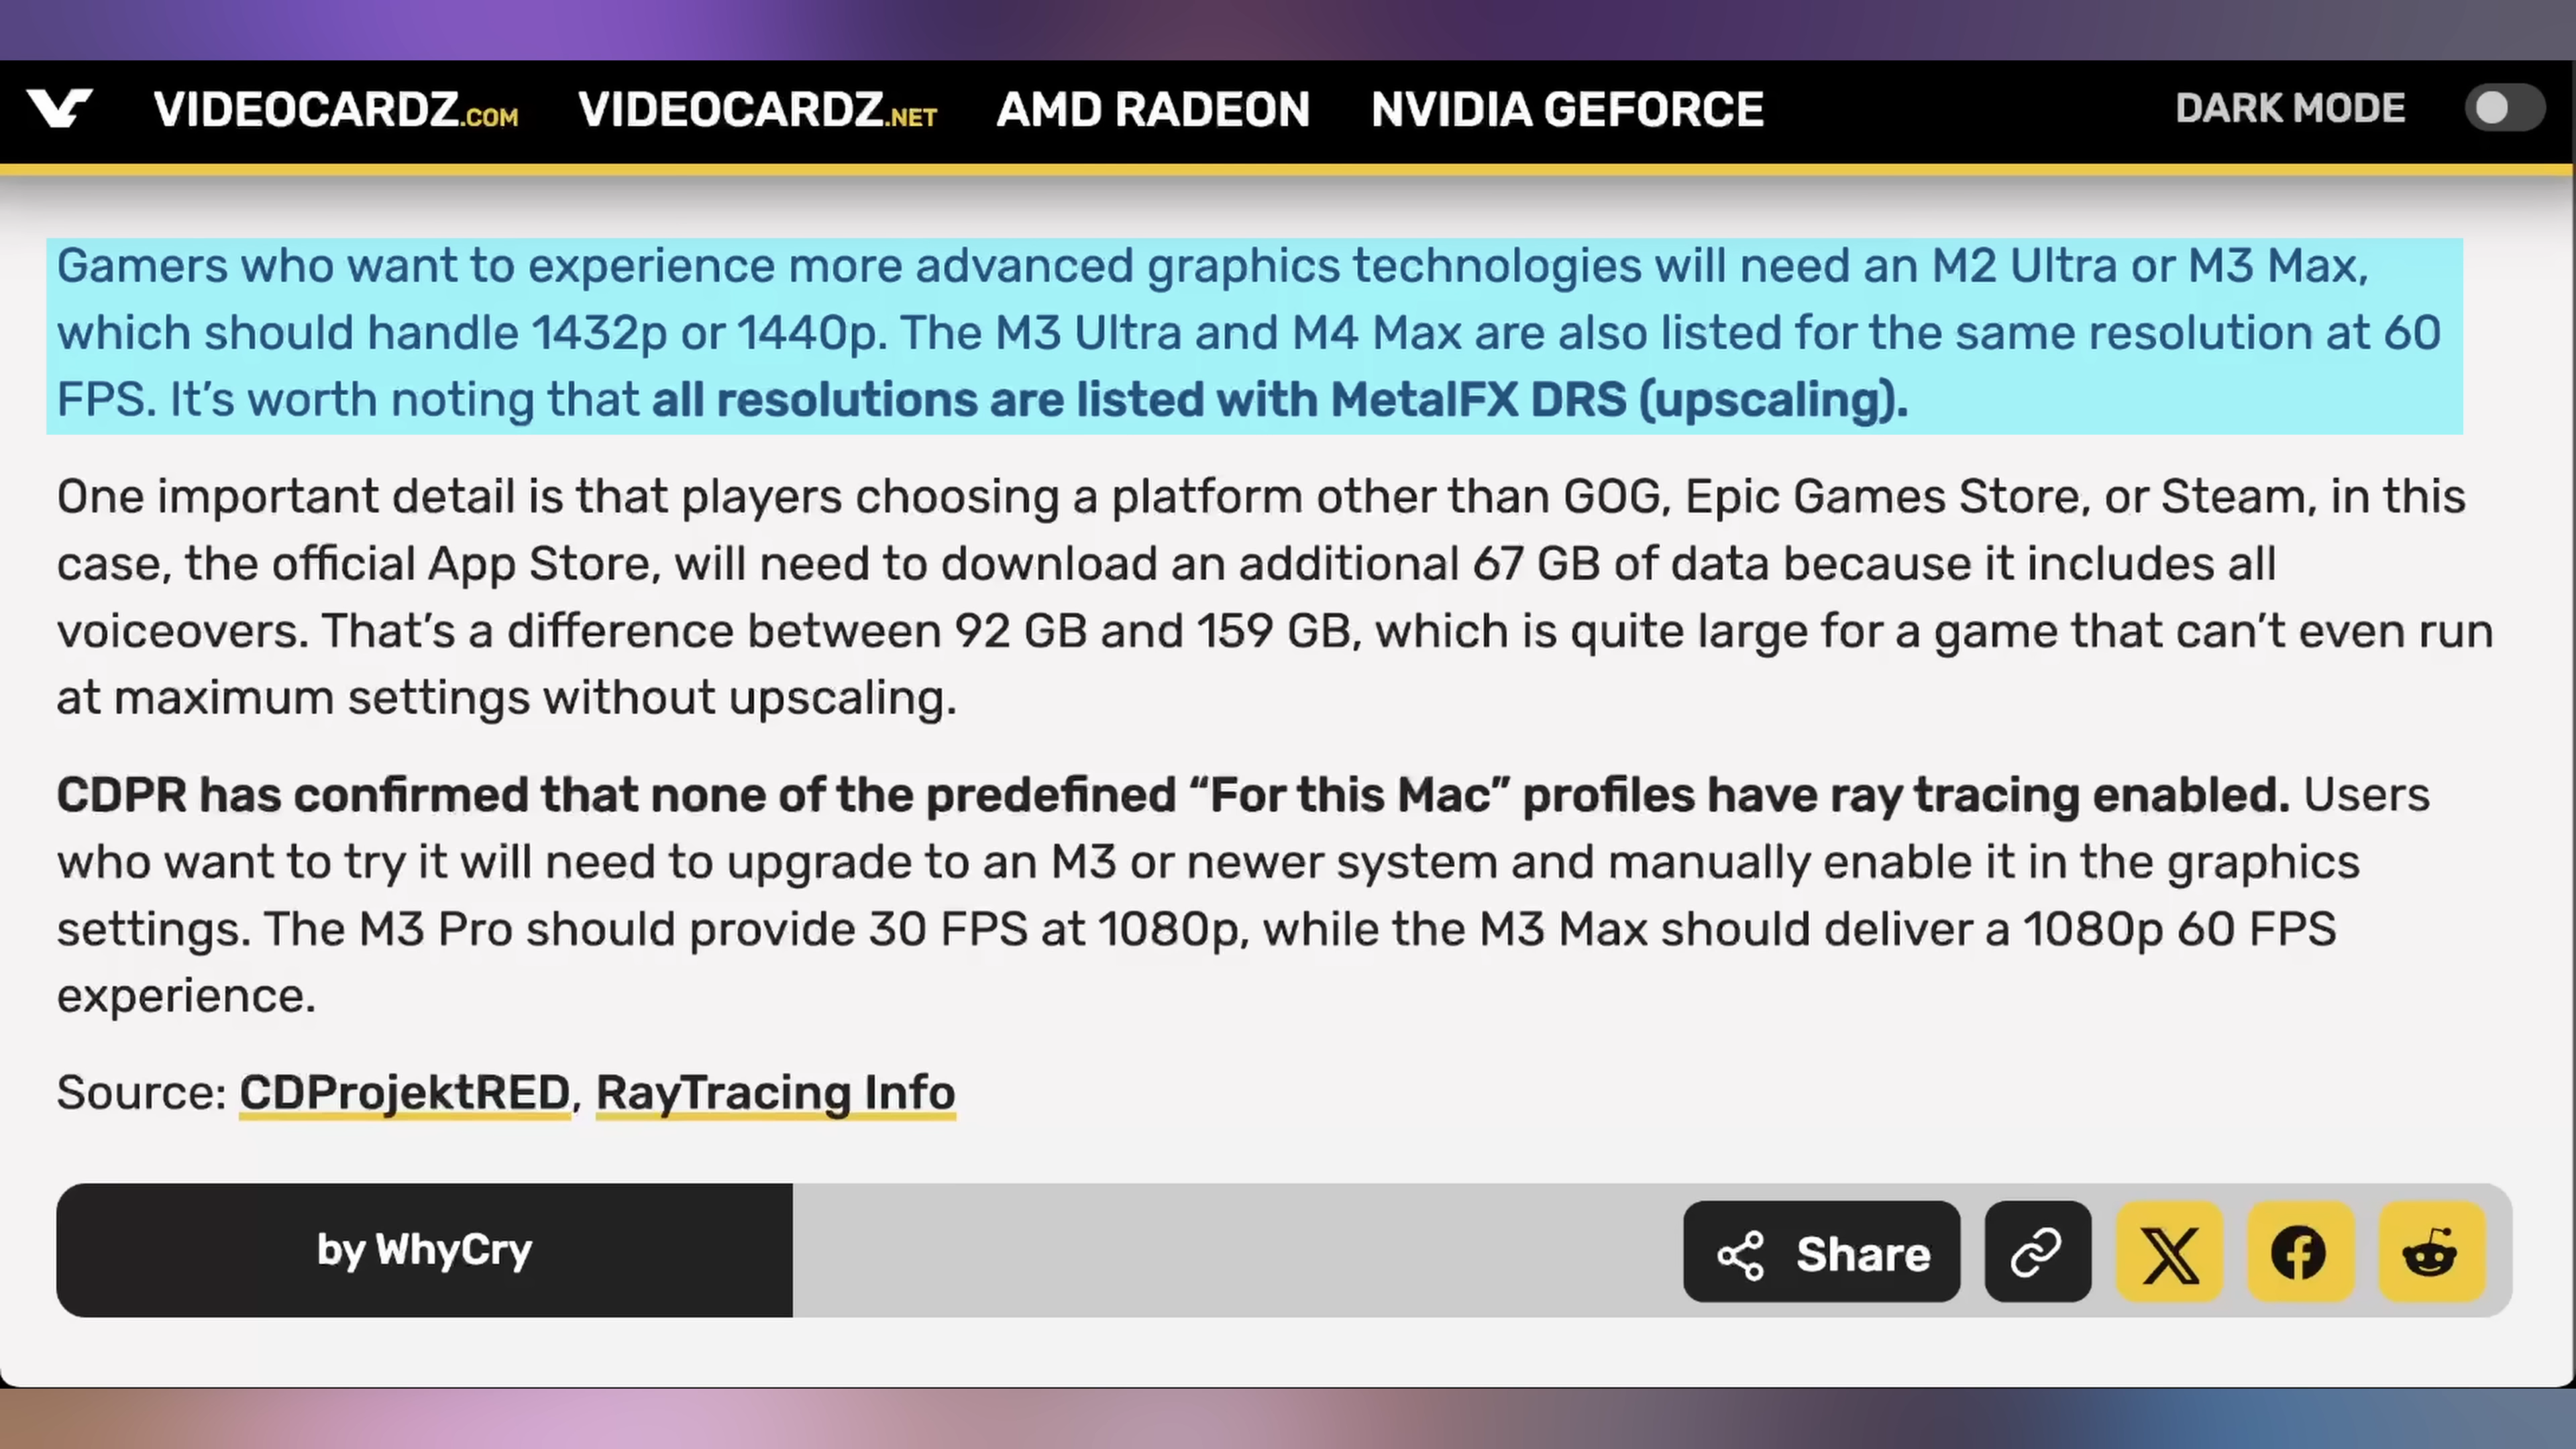 VIDEOCARDZ.COM VIDEOCARDZ.NET AMD RADEON NVIDIA GEFORCE DARK MODE
Gamers who want to experience more advanced graphics technologies will need an M2 Ultra or M3 Max,
which should handle 1432p or 1440p. The M3 Ultra and M4 Max are also listed for the same resolution at 60
FPS. It’s worth noting that all resolutions are listed with MetalFX DRS (upscaling).
One important detail is that players choosing a platform other than GOG, Epic Games Store, or Steam, in this
case, the official App Store, will need to download an additional 67 GB of data because it includes all
voiceovers. That’s a difference between 92 GB and 159 GB, which is quite large for a game that can’t even run
at maximum settings without upscaling.
CDPR has confirmed that none of the predefined “For this Mac” profiles have ray tracing enabled. Users
who want to try it will need to upgrade to an M3 or newer system and manually enable it in the graphics
settings. The M3 Pro should provide 30 FPS at 1080p, while the M3 Max should deliver a 1080p 60 FPS
experience.
Source: CDProjektRED, RayTracing Info
by WhyCry Share